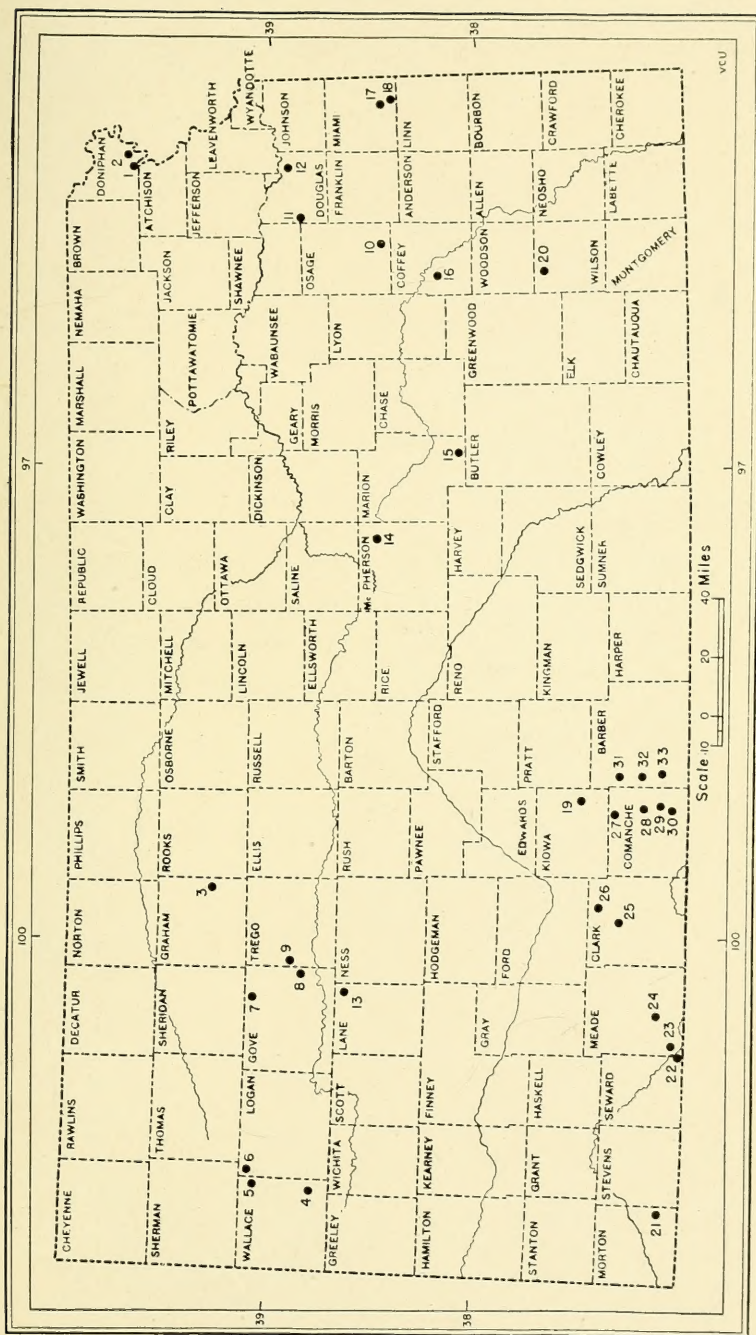 100
97
CHEYENNE
RAWLINS
DECATUR
NORTON
PHILLIPS
SMITH
JEWELL
REPUBLIC
WASHINGTON
MARSHALL
NEMAHA
BROWN
DONIPHAN
2
1
ATCHISON
SHERMAN
THOMAS
SHERIDAN
GRAHAM
3
ROOKS
OSBORNE
MITCHELL
CLOUD
CLAY
RILEY
POTTAWATOMIE
JACKSON
JEFFERSON
LEAVENWORTH
WYANDOTTE
39
39
WALLACE
5
6
4
LOGAN
GOVE
7
8
9
TREGO
ELLIS
RUSSELL
LINCOLN
OTTAWA
SALINE
DICKINSON
GEARY
MORRIS
WABAUNSEE
SHAWNEE
OSAGE
11
DOUGLAS
12
JOHNSON
GREELEY
WICHITA
SCOTT
LANE
13
NESS
RUSH
BARTON
ELLSWORTH
RICE
Mc PHERSON
14
MARION
CHASE
LYON
10
COFFEY
16
FRANKLIN
ANDERSON
MIAMI
17
18
LINN
38
38
HAMILTON
KEARNEY
FINNEY
HODGEMAN
PAWNEE
STAFFORD
RENO
HARVEY
15
BUTLER
GREENWOOD
WOODSON
ALLEN
BOURBON
STANTON
GRANT
HASKELL
GRAY
FORD
EDWARDS
KIOWA
19
PRATT
KINGMAN
SEDGWICK
ELK
20
WILSON
NEOSHO
CRAWFORD
MORTON
21
STEVENS
SEWARD
22
23
24
MEADE
CLARK
26
25
COMANCHE
27
28
29
30
BARBER
31
32
33
HARPER
SUMNER
COWLEY
CHAUTAUQUA
MONTGOMERY
LABETTE
CHEROKEE
100
Scale
10 0 20 40 Miles
97
VCU